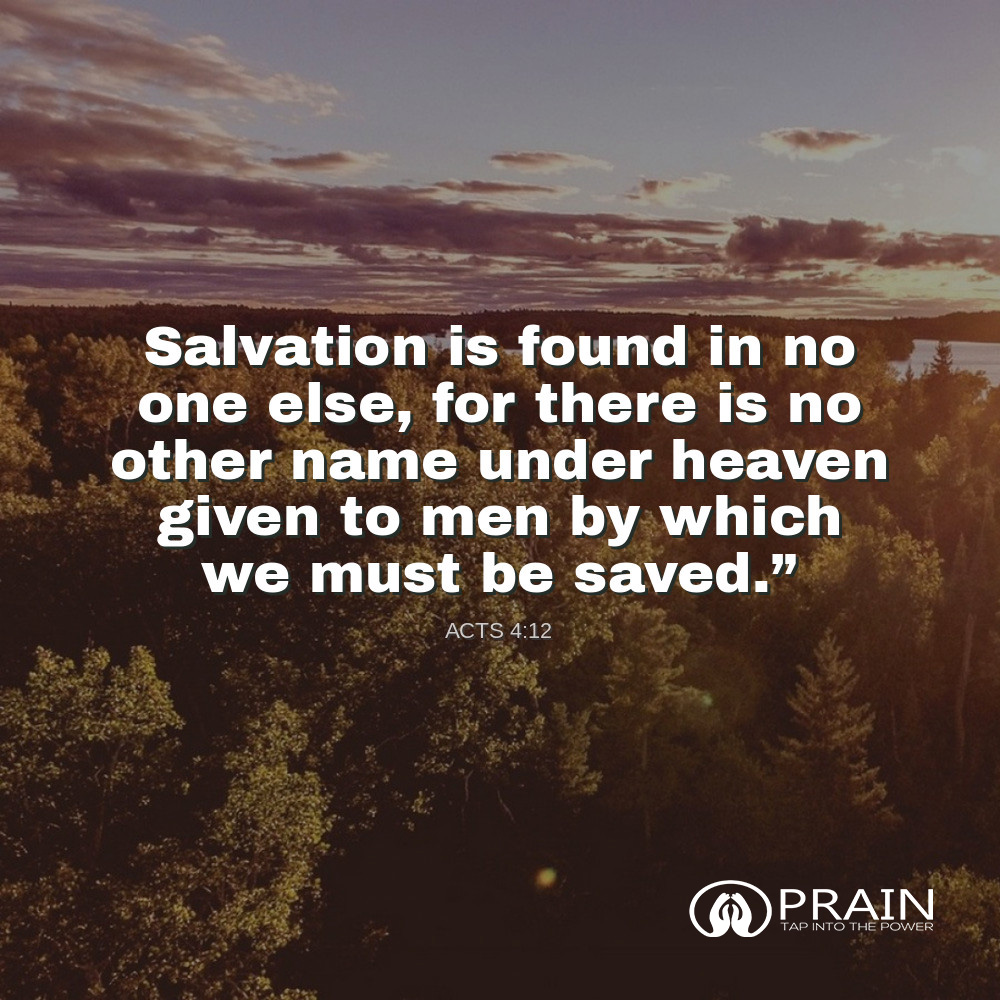 Salvation is found in no
one else, for there is no
other name under heaven
given to men by which
we must be saved.”
ACTS 4:12
PRAIN
TAP INTO THE POWER